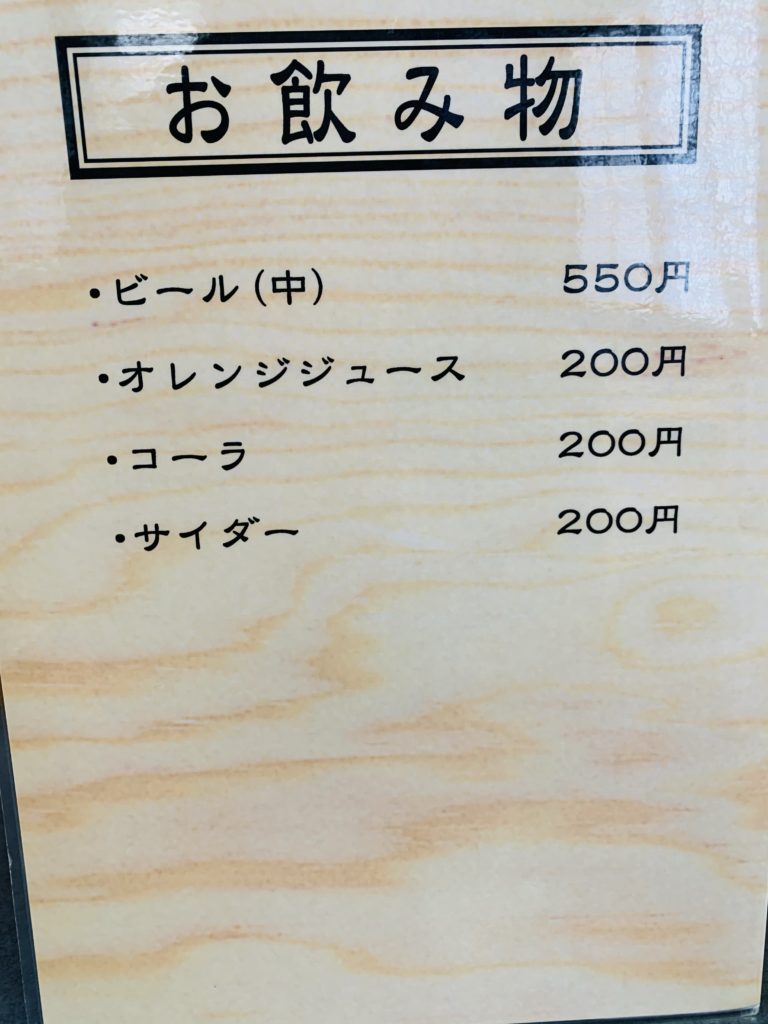 お飲み物
・ビール(中) 550円
・オレンジジュース 200円
・コーラ 200円
・サイダー 200円